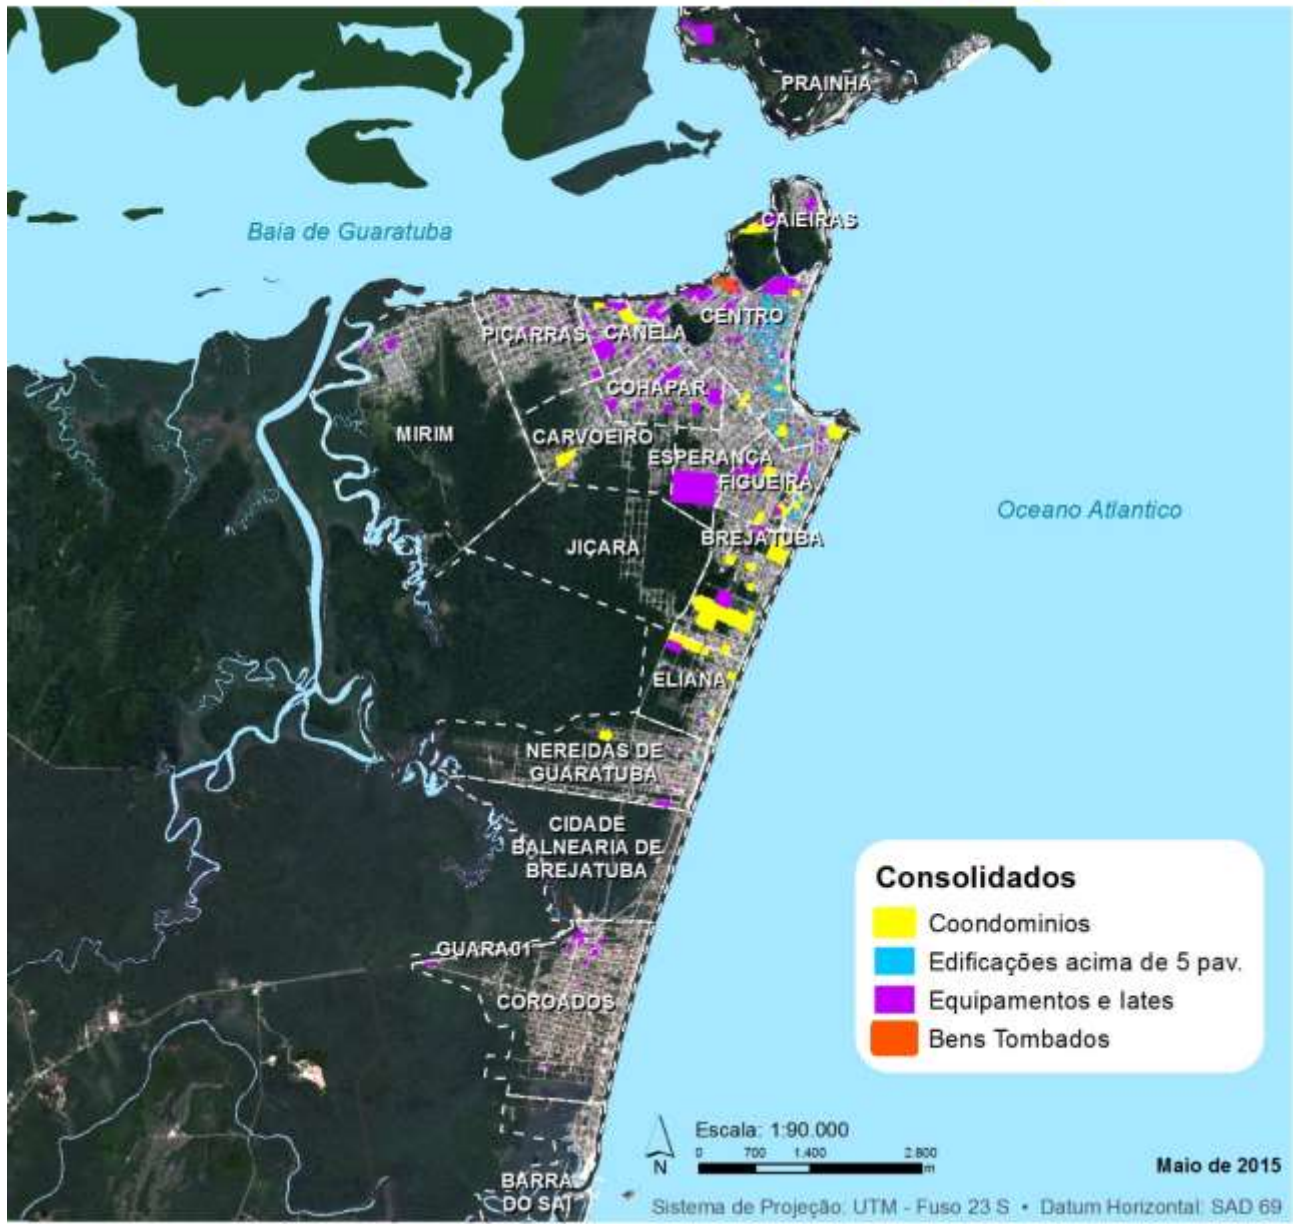 PRAINHA
CAIEIRAS
Baia de Guaratuba
CENTRO
PIÇARRAS
CANELA
COHAPAR
MIRIM
CARVOEIRO
ESPERANÇA
FIGUEIRA
Oceano Atlantico
BREJATUBA
JIÇARA
ELIANA
NEREIDAS DE
GUARATUBA
CIDADE
BALNEARIA DE
BREJATUBA
GUARA01
COROADOS
BARRA
DO SAI
Consolidados
Coondominios
Edificações acima de 5 pav.
Equipamentos e Iates
Bens Tombados
Escala: 1:90.000
0 700 1.400 2.800
m
N
Maio de 2015
Sistema de Projeção: UTM - Fuso 23 S • Datum Horizontal: SAD 69